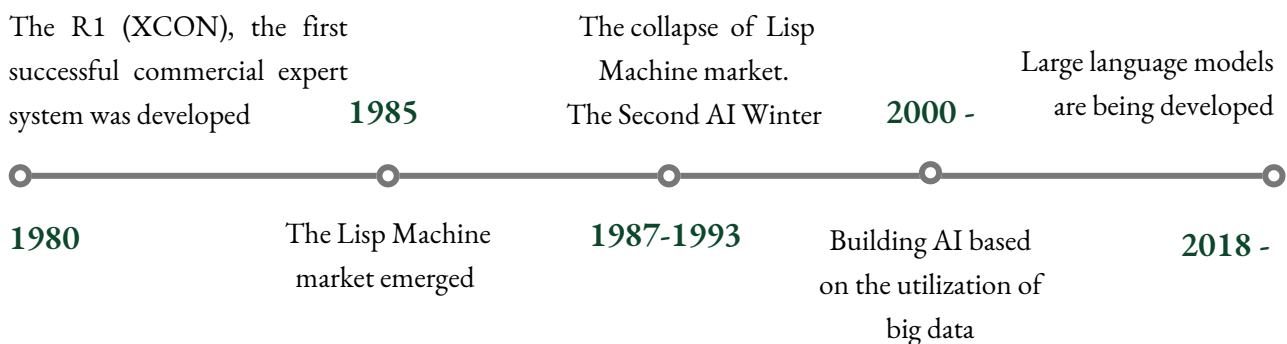 The R1 (XCON), the first
successful commercial expert
system was developed
1980
1985
The Lisp Machine
market emerged
The collapse of Lisp
Machine market.
The Second AI Winter
1987-1993
2000 -
Building AI based
on the utilization of
big data
Large language models
are being developed
2018 -